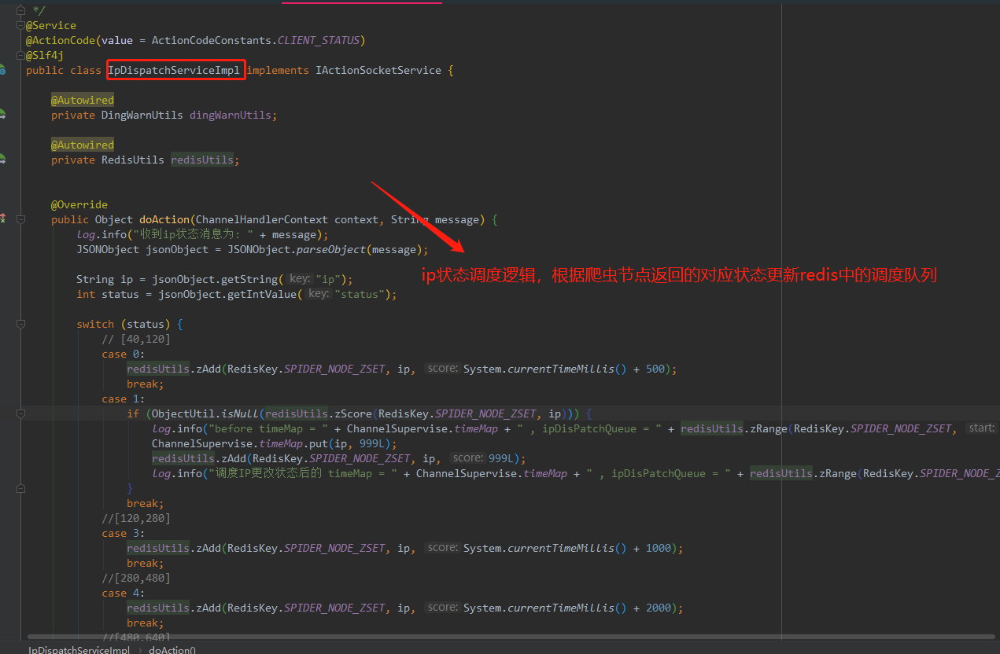 */
@Service
@ActionCode(value = ActionCodeConstants.CLIENT_STATUS)
@Slf4j
public class IpDispatchServiceImpl implements IActionSocketService {
@Autowired
private DingWarnUtils dingWarnUtils;
@Autowired
private RedisUtils redisUtils;
@Override
public Object doAction(ChannelHandlerContext context, String message) {
log.info("收到ip状态消息为: " + message);
JSONObject jsonObject = JSONObject.parseObject(message);
ip状态调度逻辑，根据爬虫节点返回的对应状态更新redis中的调度队列
String ip = jsonObject.getString( key: "ip");
int status = jsonObject.getIntValue( key: "status");
switch (status) {
// [40,120]
case 0:
redisUtils.zAdd(RedisKey.SPIDER_NODE_ZSET, ip, score: System.currentTimeMillis() + 500);
break;
case 1:
if (ObjectUtil.isNull(redisUtils.zScore(RedisKey.SPIDER_NODE_ZSET, ip))) {
log.info("before timeMap = " + ChannelSupervise.timeMap + " , ipDisPatchQueue = " + redisUtils.zRange(RedisKey.SPIDER_NODE_ZSET, start:
ChannelSupervise.timeMap.put(ip, 999L);
redisUtils.zAdd(RedisKey.SPIDER_NODE_ZSET, ip, score: 999L);
log.info("调度IP更改状态后的 timeMap = " + ChannelSupervise.timeMap + " , ipDisPatchQueue = " + redisUtils.zRange(RedisKey.SPIDER_NODE_Z
}
break;
//[120,280]
case 3:
redisUtils.zAdd(RedisKey.SPIDER_NODE_ZSET, ip, score: System.currentTimeMillis() + 1000);
break;
//[280,480]
case 4:
redisUtils.zAdd(RedisKey.SPIDER_NODE_ZSET, ip, score: System.currentTimeMillis() + 2000);
break;
//[480,640]
IpDispatchServiceImpl › doAction()